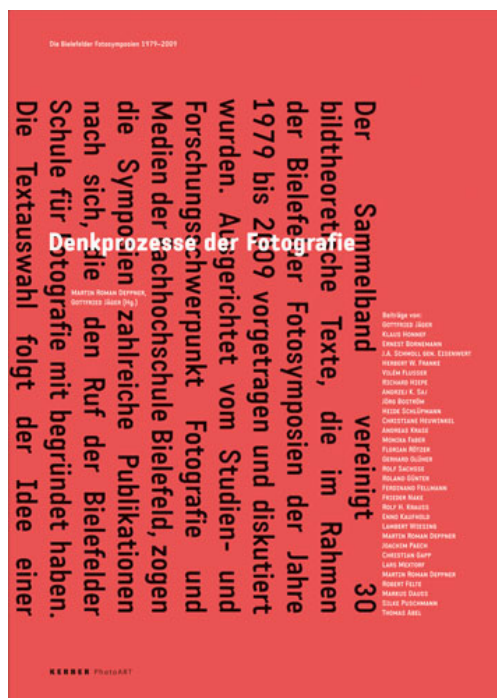 Die Bielefelder Fotosymposien 1979–2009
Denkprozesse der Fotografie
Martin Roman Deppner,
Gottfried Jäger (Hg.)
Der Sammelband vereinigt 30
bildtheoretische Texte, die im Rahmen
der Bielefelder Fotosymposien der Jahre
1979 bis 2009 vorgetragen und diskutiert
wurden. Ausgerichtet vom Studien- und
Forschungsschwerpunkt Fotografie und
Medien der Fachhochschule Bielefeld, zogen
die Symposien zahlreiche Publikationen
nach sich, die den Ruf der Bielefelder
Schule für Fotografie mit begründet haben.
Die Textauswahl folgt der Idee einer
Beiträge von:
Gottfried Jäger
Klaus Honnef
Ernest Bornemann
J.A. Schmoll gen. Eisenwert
Herbert W. Franke
Vilém Flusser
Richard Hiepe
Andrzej K. Saj
Jörg Boström
Heide Schlüpmann
Christiane Heuwinkel
Andreas Krase
Monika Faber
Florian Rötzer
Gerhard Glüher
Rolf Sachsse
Roland Günter
Ferdinand Fellmann
Frieder Nake
Rolf H. Krauss
Enno Kaufhold
Lambert Wiesing
Martin Roman Deppner
Joachim Paech
Christian Gapp
Lars Mextorf
Martin Roman Deppner
Robert Felte
Markus Dauss
Silke Puschmann
Thomas Abel
KERBER PhotoART